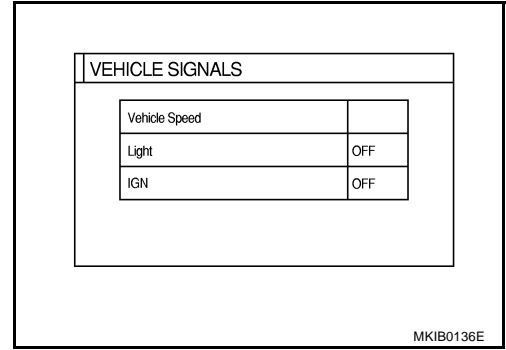 VEHICLE SIGNALS
Vehicle Speed
Light OFF
IGN OFF
MKIB0136E